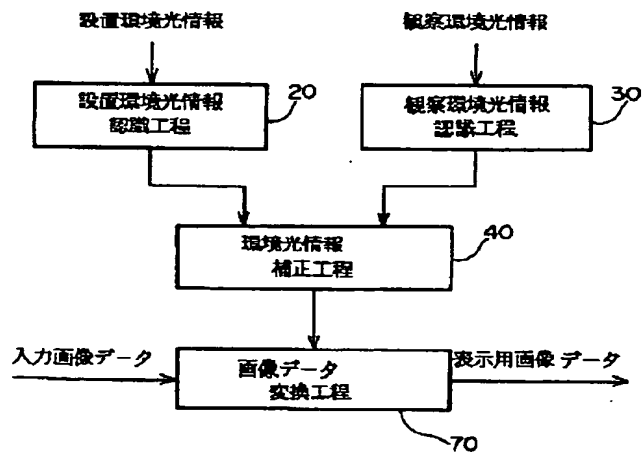 設置環境光情報
観察環境光情報
設置環境光情報
認識工程
20
観察環境光情報
認識工程
30
環境光情報
補正工程
40
入力画像データ
画像データ
変換工程
表示用画像データ
70